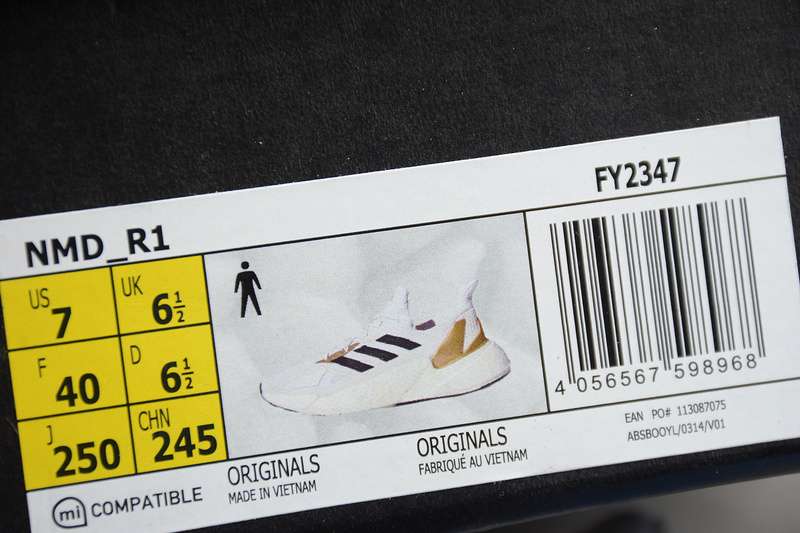 FY2347
NMD_R1
US 7
UK 6½
F 40
D 6½
J 250
CHN 245
mi COMPATIBLE
ORIGINALS
MADE IN VIETNAM
ORIGINALS
FABRIQUÉ AU VIETNAM
4 056567 598968
EAN PO# 113087075
ABSBOOYL/0314/V01